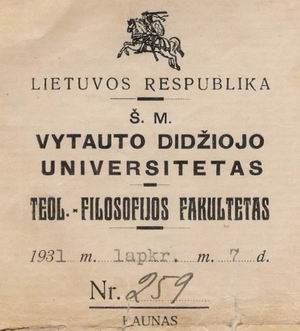 LIETUVOS RESPUBLIKA
Š. M.
VYTAUTO DIDŽIOJO
UNIVERSITETAS
TEOL.-FILOSOFIJOS FAKULTETAS
1931 m. lapkr. m. 7 d.
Nr. 259
KAUNAS